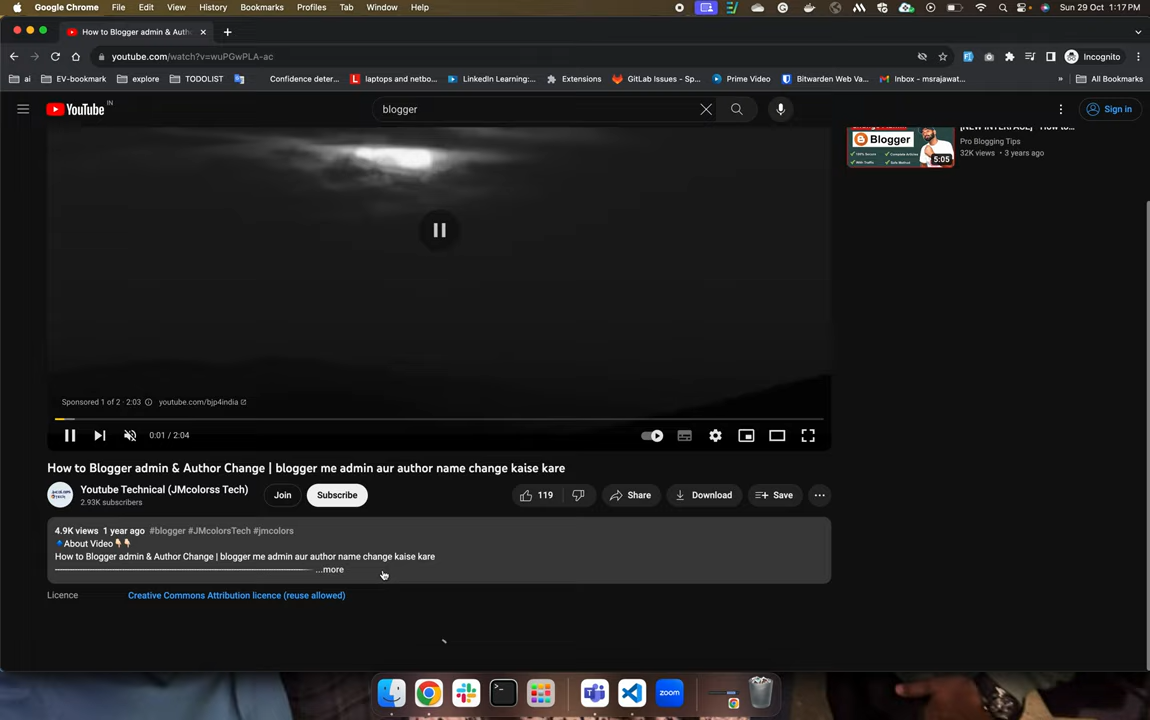 Google Chrome File Edit View History Bookmarks Profiles Tab Window Help Sun 29 Oct 1:17 PM
How to Blogger admin & Auth
youtube.com/watch?v=wuPGwPLA-ac Incognito
ai EV-bookmark explore TODOLIST Confidence deter... laptops and netbo... LinkedIn Learning:... Extensions GitLab Issues - Sp... Prime Video Bitwarden Web Va... Inbox - msrajawat... » All Bookmarks
YouTube IN blogger Sign in
Blogger
5:05
Pro Blogging Tips
32K views • 3 years ago
Sponsored 1 of 2 · 2:03 youtube.com/bjp4india
0:01 / 2:04
How to Blogger admin & Author Change | blogger me admin aur author name change kaise kare
Youtube Technical (JMcolorss Tech)
2.93K subscribers
Join Subscribe 119 Share Download Save
4.9K views 1 year ago #blogger #JMcolorsTech #jmcolors
About Video
How to Blogger admin & Author Change | blogger me admin aur author name change kaise kare
...more
Licence Creative Commons Attribution licence (reuse allowed)
zoom